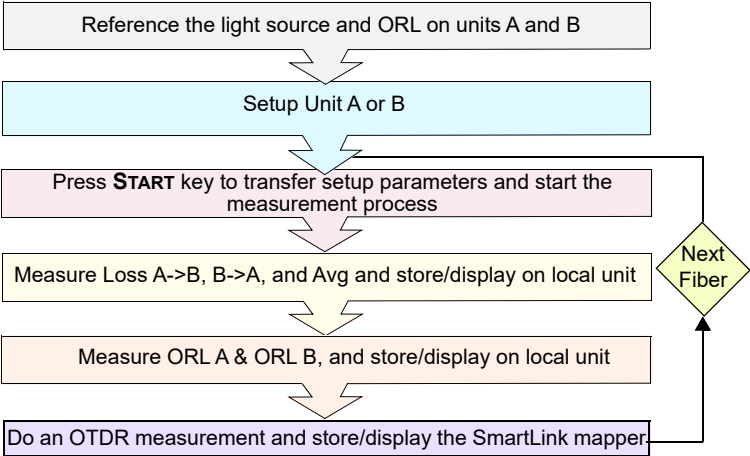 Reference the light source and ORL on units A and B
Setup Unit A or B
Press START key to transfer setup parameters and start the
measurement process
Next
Fiber
Measure Loss A->B, B->A, and Avg and store/display on local unit
Measure ORL A & ORL B, and store/display on local unit
Do an OTDR measurement and store/display the SmartLink mapper